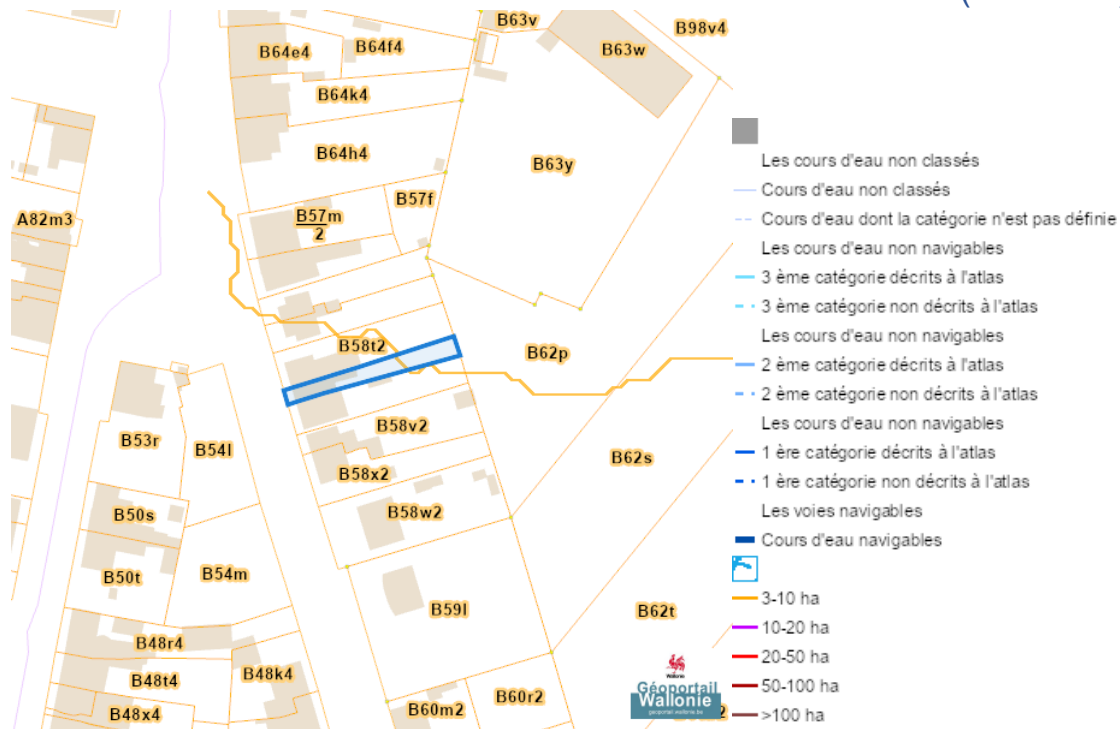 B63v
B98v4
B64e4
B64f4
B63w
B64k4
B64h4
B63y
B57f
B57m
2
A82m3
B58t2
B62p
B58v2
B53r
B54l
B58x2
B62s
B50s
B58w2
B50t
B54m
B59l
B62t
B48r4
B48t4
B48k4
B48x4
B60m2
B60r2
Wallonie
Géoportail
Wallonie
geoportail.wallonie.be
Les cours d'eau non classés
Cours d'eau non classés
Cours d'eau dont la catégorie n'est pas définie
Les cours d'eau non navigables
3 ème catégorie décrits à l'atlas
3 ème catégorie non décrits à l'atlas
Les cours d'eau non navigables
2 ème catégorie décrits à l'atlas
2 ème catégorie non décrits à l'atlas
Les cours d'eau non navigables
1 ère catégorie décrits à l'atlas
1 ère catégorie non décrits à l'atlas
Les voies navigables
Cours d'eau navigables
3-10 ha
10-20 ha
20-50 ha
50-100 ha
>100 ha